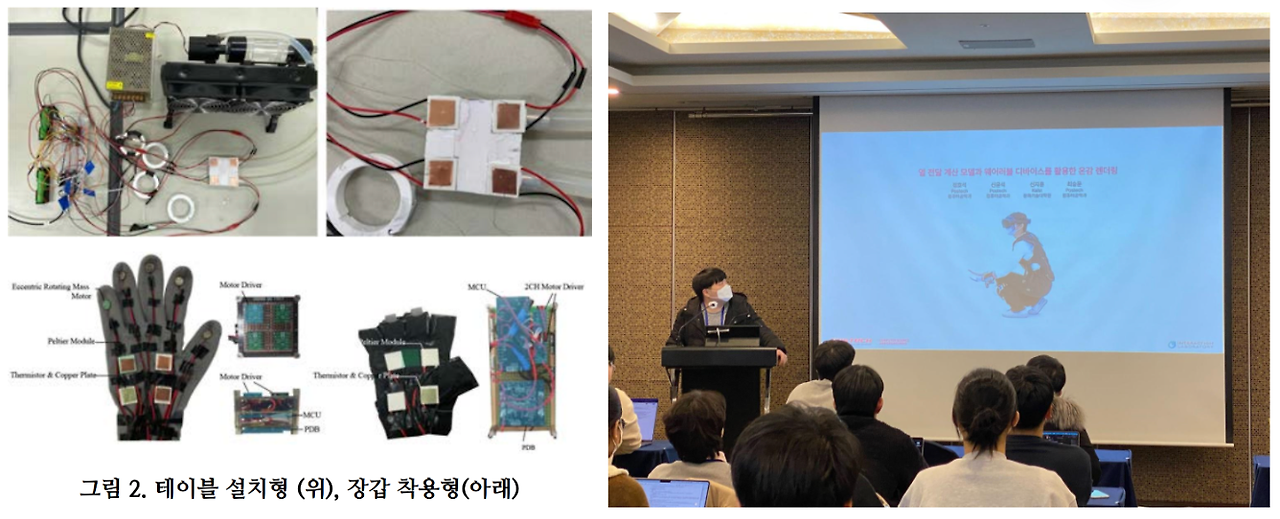 Eccentric Rotating Mass
Motor
Peltier Module
Thermistor & Copper Plate
Motor Driver
Motor Driver
MCU
PDB
Peltier Module
Thermistor & Copper Plate
MCU
2CH Motor Driver
PDB
그림 2. 테이블 설치형 (위), 장갑 착용형(아래)
열 전달 계산 모델과 웨어러블 디바이스를 활용한 온감 렌더링